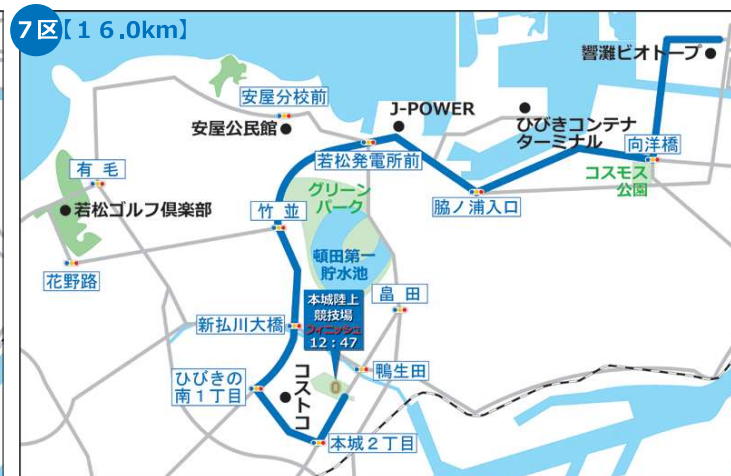 7区【16.0km】
響灘ビオトープ
安屋分校前
安屋公民館
J-POWER
ひびきコンテナ
ターミナル
向洋橋
若松発電所前
コスモス
公園
有毛
グリーン
パーク
脇ノ浦入口
若松ゴルフ倶楽部
竹並
花野路
頓田第一
貯水池
畠田
本城陸上
競技場
フィニッシュ
12：47
新払川大橋
鴨生田
ひびきの
南1丁目
コストコ
本城2丁目